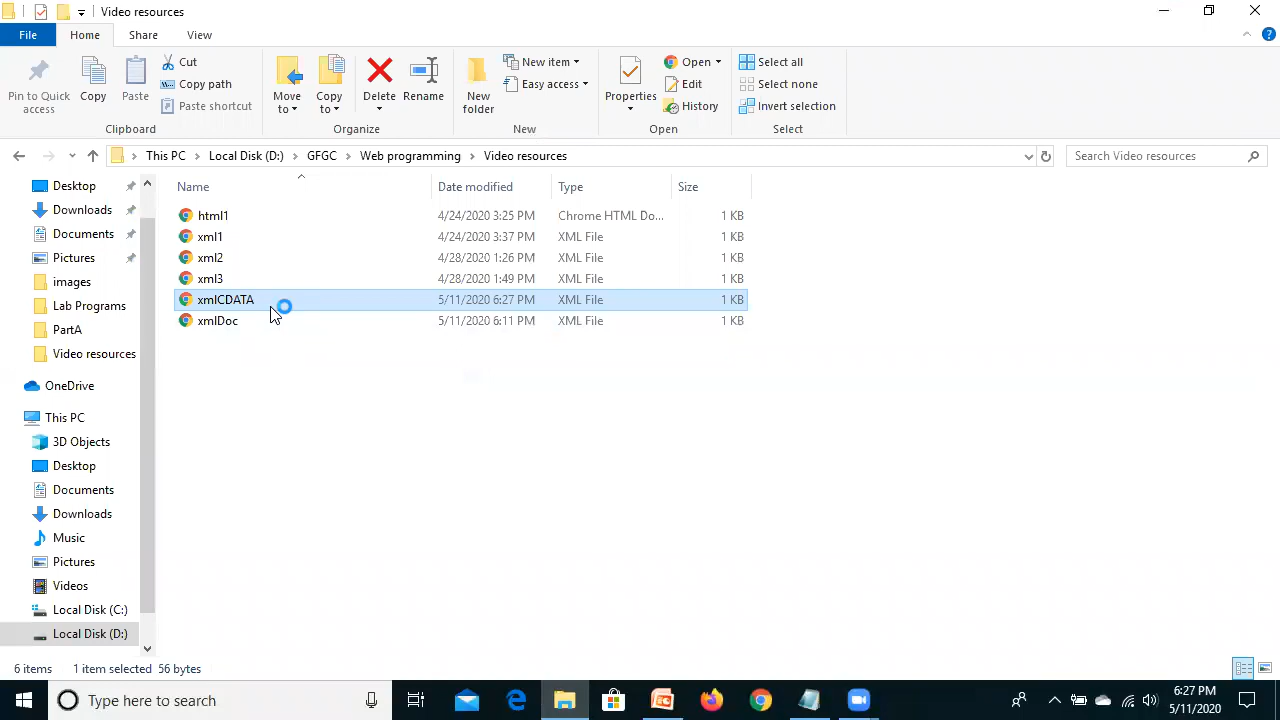 Video resources
File Home Share View
Pin to Quick access
Copy
Paste
Cut
Copy path
Paste shortcut
Clipboard
Move to
Copy to
Delete
Rename
Organize
New folder
New item
Easy access
New
Properties
Open
Edit
History
Open
Select all
Select none
Invert selection
Select
This PC > Local Disk (D:) > GFGC > Web programming > Video resources
Search Video resources
Desktop
Downloads
Documents
Pictures
images
Lab Programs
PartA
Video resources
OneDrive
This PC
3D Objects
Desktop
Documents
Downloads
Music
Pictures
Videos
Local Disk (C:)
Local Disk (D:)
Name Date modified Type Size
html1 4/24/2020 3:25 PM Chrome HTML Do... 1 KB
xml1 4/24/2020 3:37 PM XML File 1 KB
xml2 4/28/2020 1:26 PM XML File 1 KB
xml3 4/28/2020 1:49 PM XML File 1 KB
xmlCDATA 5/11/2020 6:27 PM XML File 1 KB
xmlDoc 5/11/2020 6:11 PM XML File 1 KB
6 items 1 item selected 56 bytes
Type here to search
6:27 PM
5/11/2020